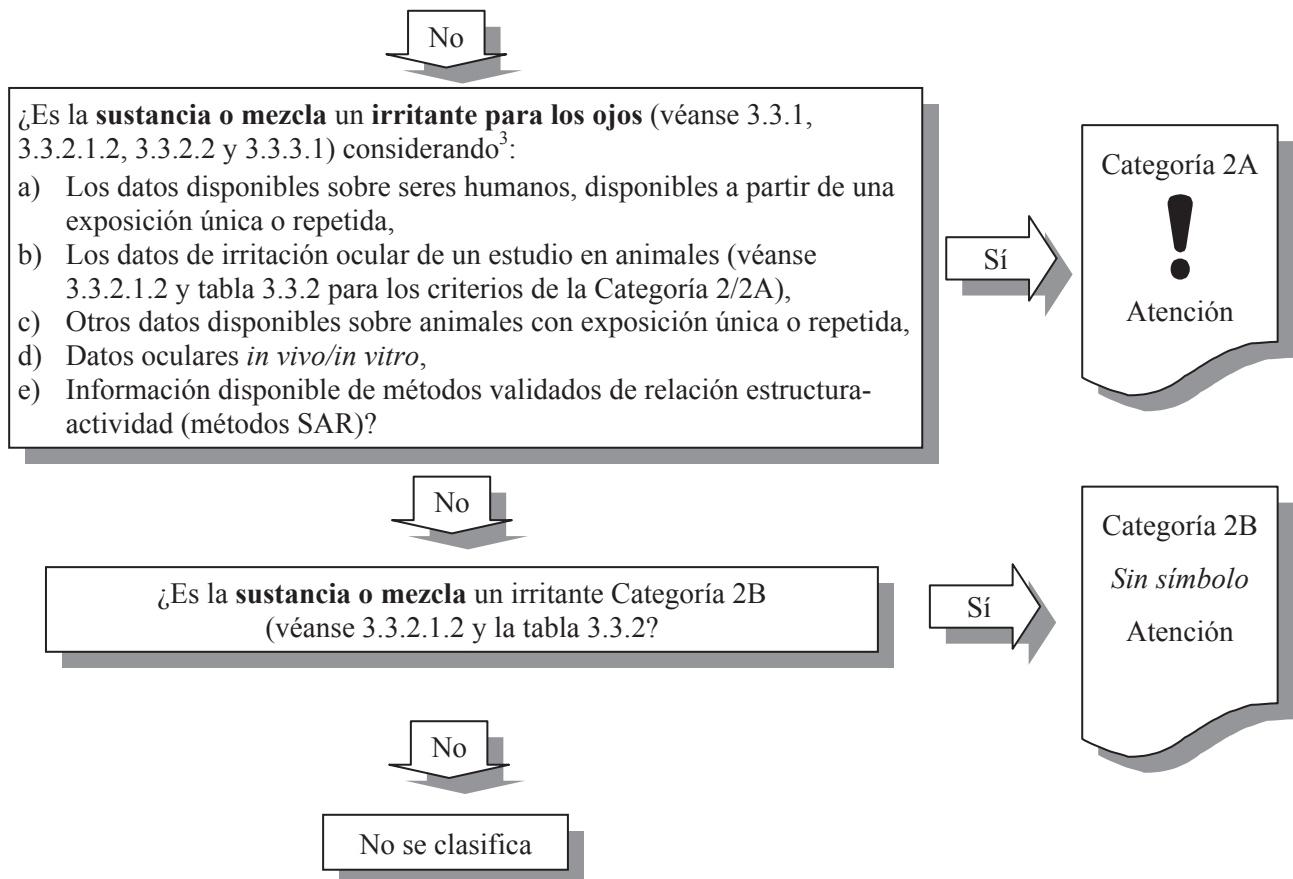 No
¿Es la sustancia o mezcla un irritante para los ojos (véanse 3.3.1,
3.3.2.1.2, 3.3.2.2 y 3.3.3.1) considerando3:
a) Los datos disponibles sobre seres humanos, disponibles a partir de una
exposición única o repetida,
b) Los datos de irritación ocular de un estudio en animales (véanse
3.3.2.1.2 y tabla 3.3.2 para los criterios de la Categoría 2/2A),
c) Otros datos disponibles sobre animales con exposición única o repetida,
d) Datos oculares in vivo/in vitro,
e) Información disponible de métodos validados de relación estructura-
actividad (métodos SAR)?
Sí
Categoría 2A
!
Atención
No
¿Es la sustancia o mezcla un irritante Categoría 2B
(véanse 3.3.2.1.2 y la tabla 3.3.2?
Sí
Categoría 2B
Sin símbolo
Atención
No
No se clasifica